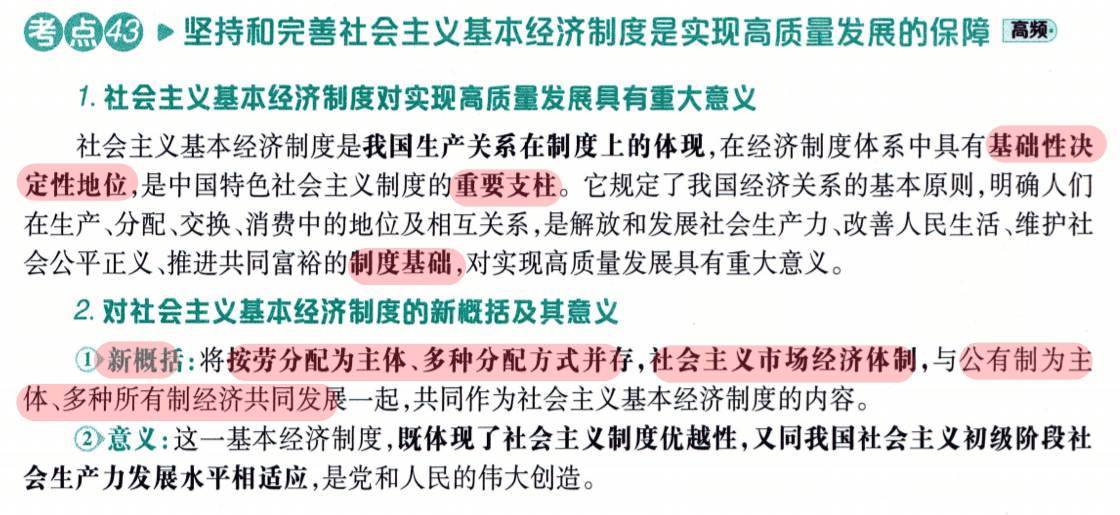 考点43 ▶ 坚持和完善社会主义基本经济制度是实现高质量发展的保障 高频
1. 社会主义基本经济制度对实现高质量发展具有重大意义
社会主义基本经济制度是我国生产关系在制度上的体现,在经济制度体系中具有基础性决
定性地位,是中国特色社会主义制度的重要支柱。它规定了我国经济关系的基本原则,明确人们
在生产、分配、交换、消费中的地位及相互关系,是解放和发展社会生产力、改善人民生活、维护社
会公平正义、推进共同富裕的制度基础,对实现高质量发展具有重大意义。
2. 对社会主义基本经济制度的新概括及其意义
①新概括:将按劳分配为主体、多种分配方式并存,社会主义市场经济体制,与公有制为主
体、多种所有制经济共同发展一起,共同作为社会主义基本经济制度的内容。
②意义:这一基本经济制度,既体现了社会主义制度优越性,又同我国社会主义初级阶段社
会生产力发展水平相适应,是党和人民的伟大创造。